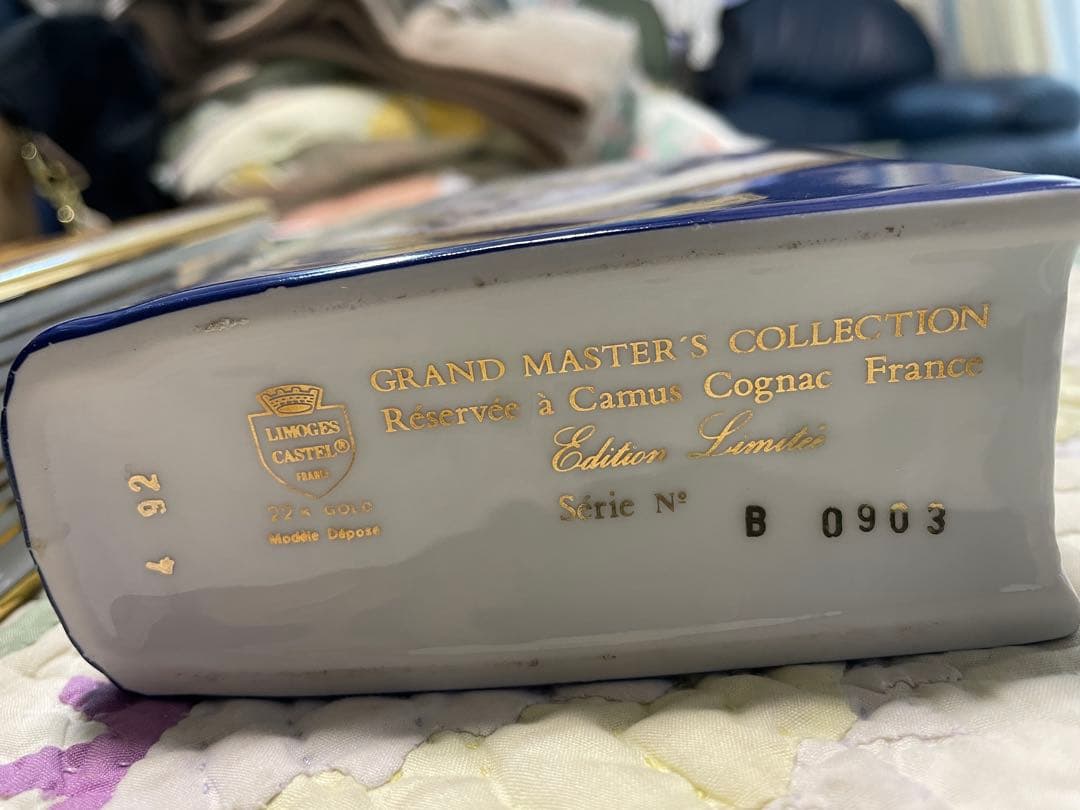 GRAND MASTER´S COLLECTION
Réservée à Camus Cognac France
Edition Limitée
Série Nº B 0903
LIMOGES
CASTEL®
FRANCE
22 K GOLD
Modèle Déposé
4 92